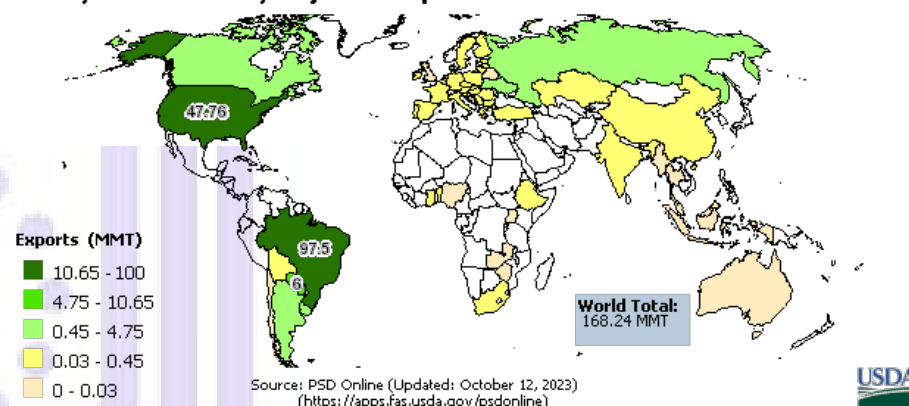 47.76
97.5
6
Exports (MMT)
10.65 - 100
4.75 - 10.65
0.45 - 4.75
0.03 - 0.45
0 - 0.03
World Total:
168.24 MMT
Source: PSD Online (Updated: October 12, 2023)
(https://apps.fas.usda.gov/psdonline)
USDA